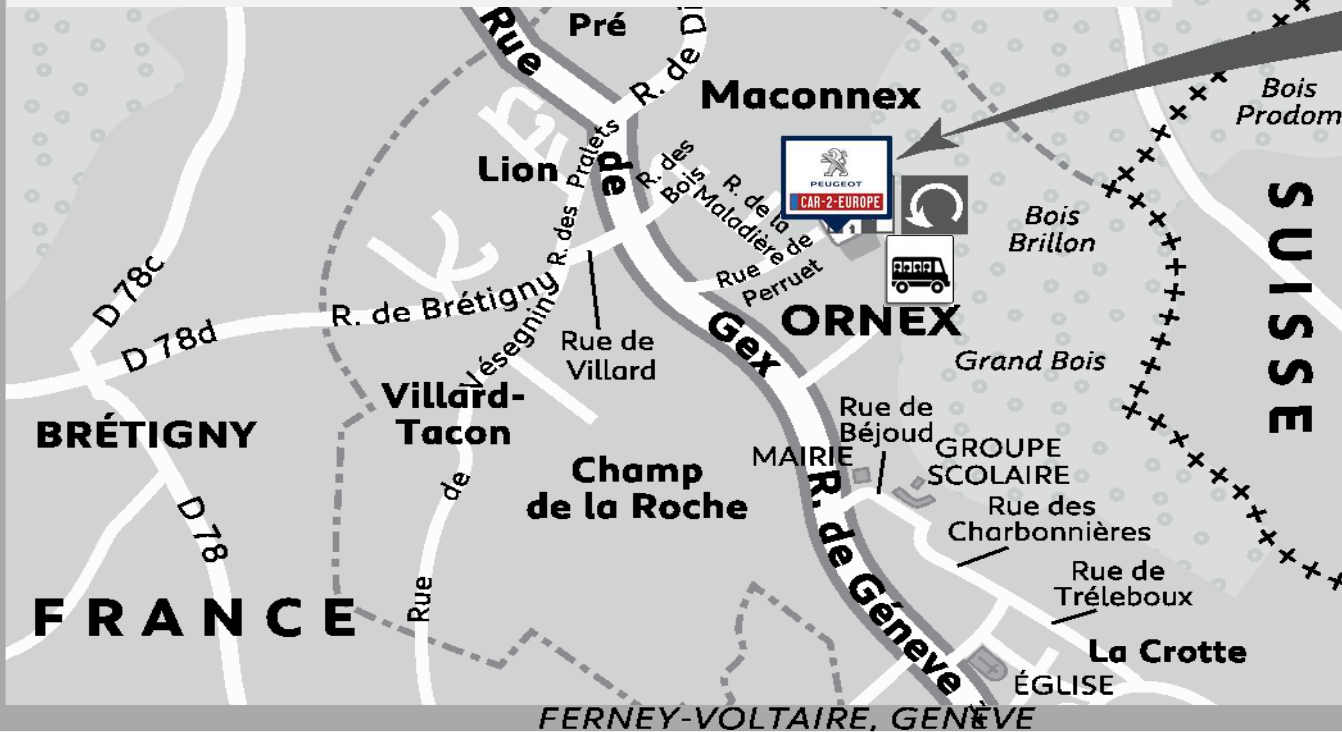 Pré
Rue
R. de Di
Maconnex
Bois
Prodom
Lion
R. des Pralets
de
R. des
Bois
R. de la
Maladière
PEUGEOT
CAR-2-EUROPE
Bois
Brillon
SUISSE
D 78c
R. de Brétigny
D 78d
Rue de
Perruet
ORNEX
Gex
Rue de
Villard
Grand Bois
Vésegnin
Villard-
Tacon
BRÉTIGNY
Rue de
Béjoud
MAIRIE
GROUPE
SCOLAIRE
Champ
de la Roche
de
Rue
Rue des
Charbonnières
D 78
R. de Géneve
Rue de
Tréleboux
FRANCE
La Crotte
ÉGLISE
FERNEY-VOLTAIRE, GENÈVE